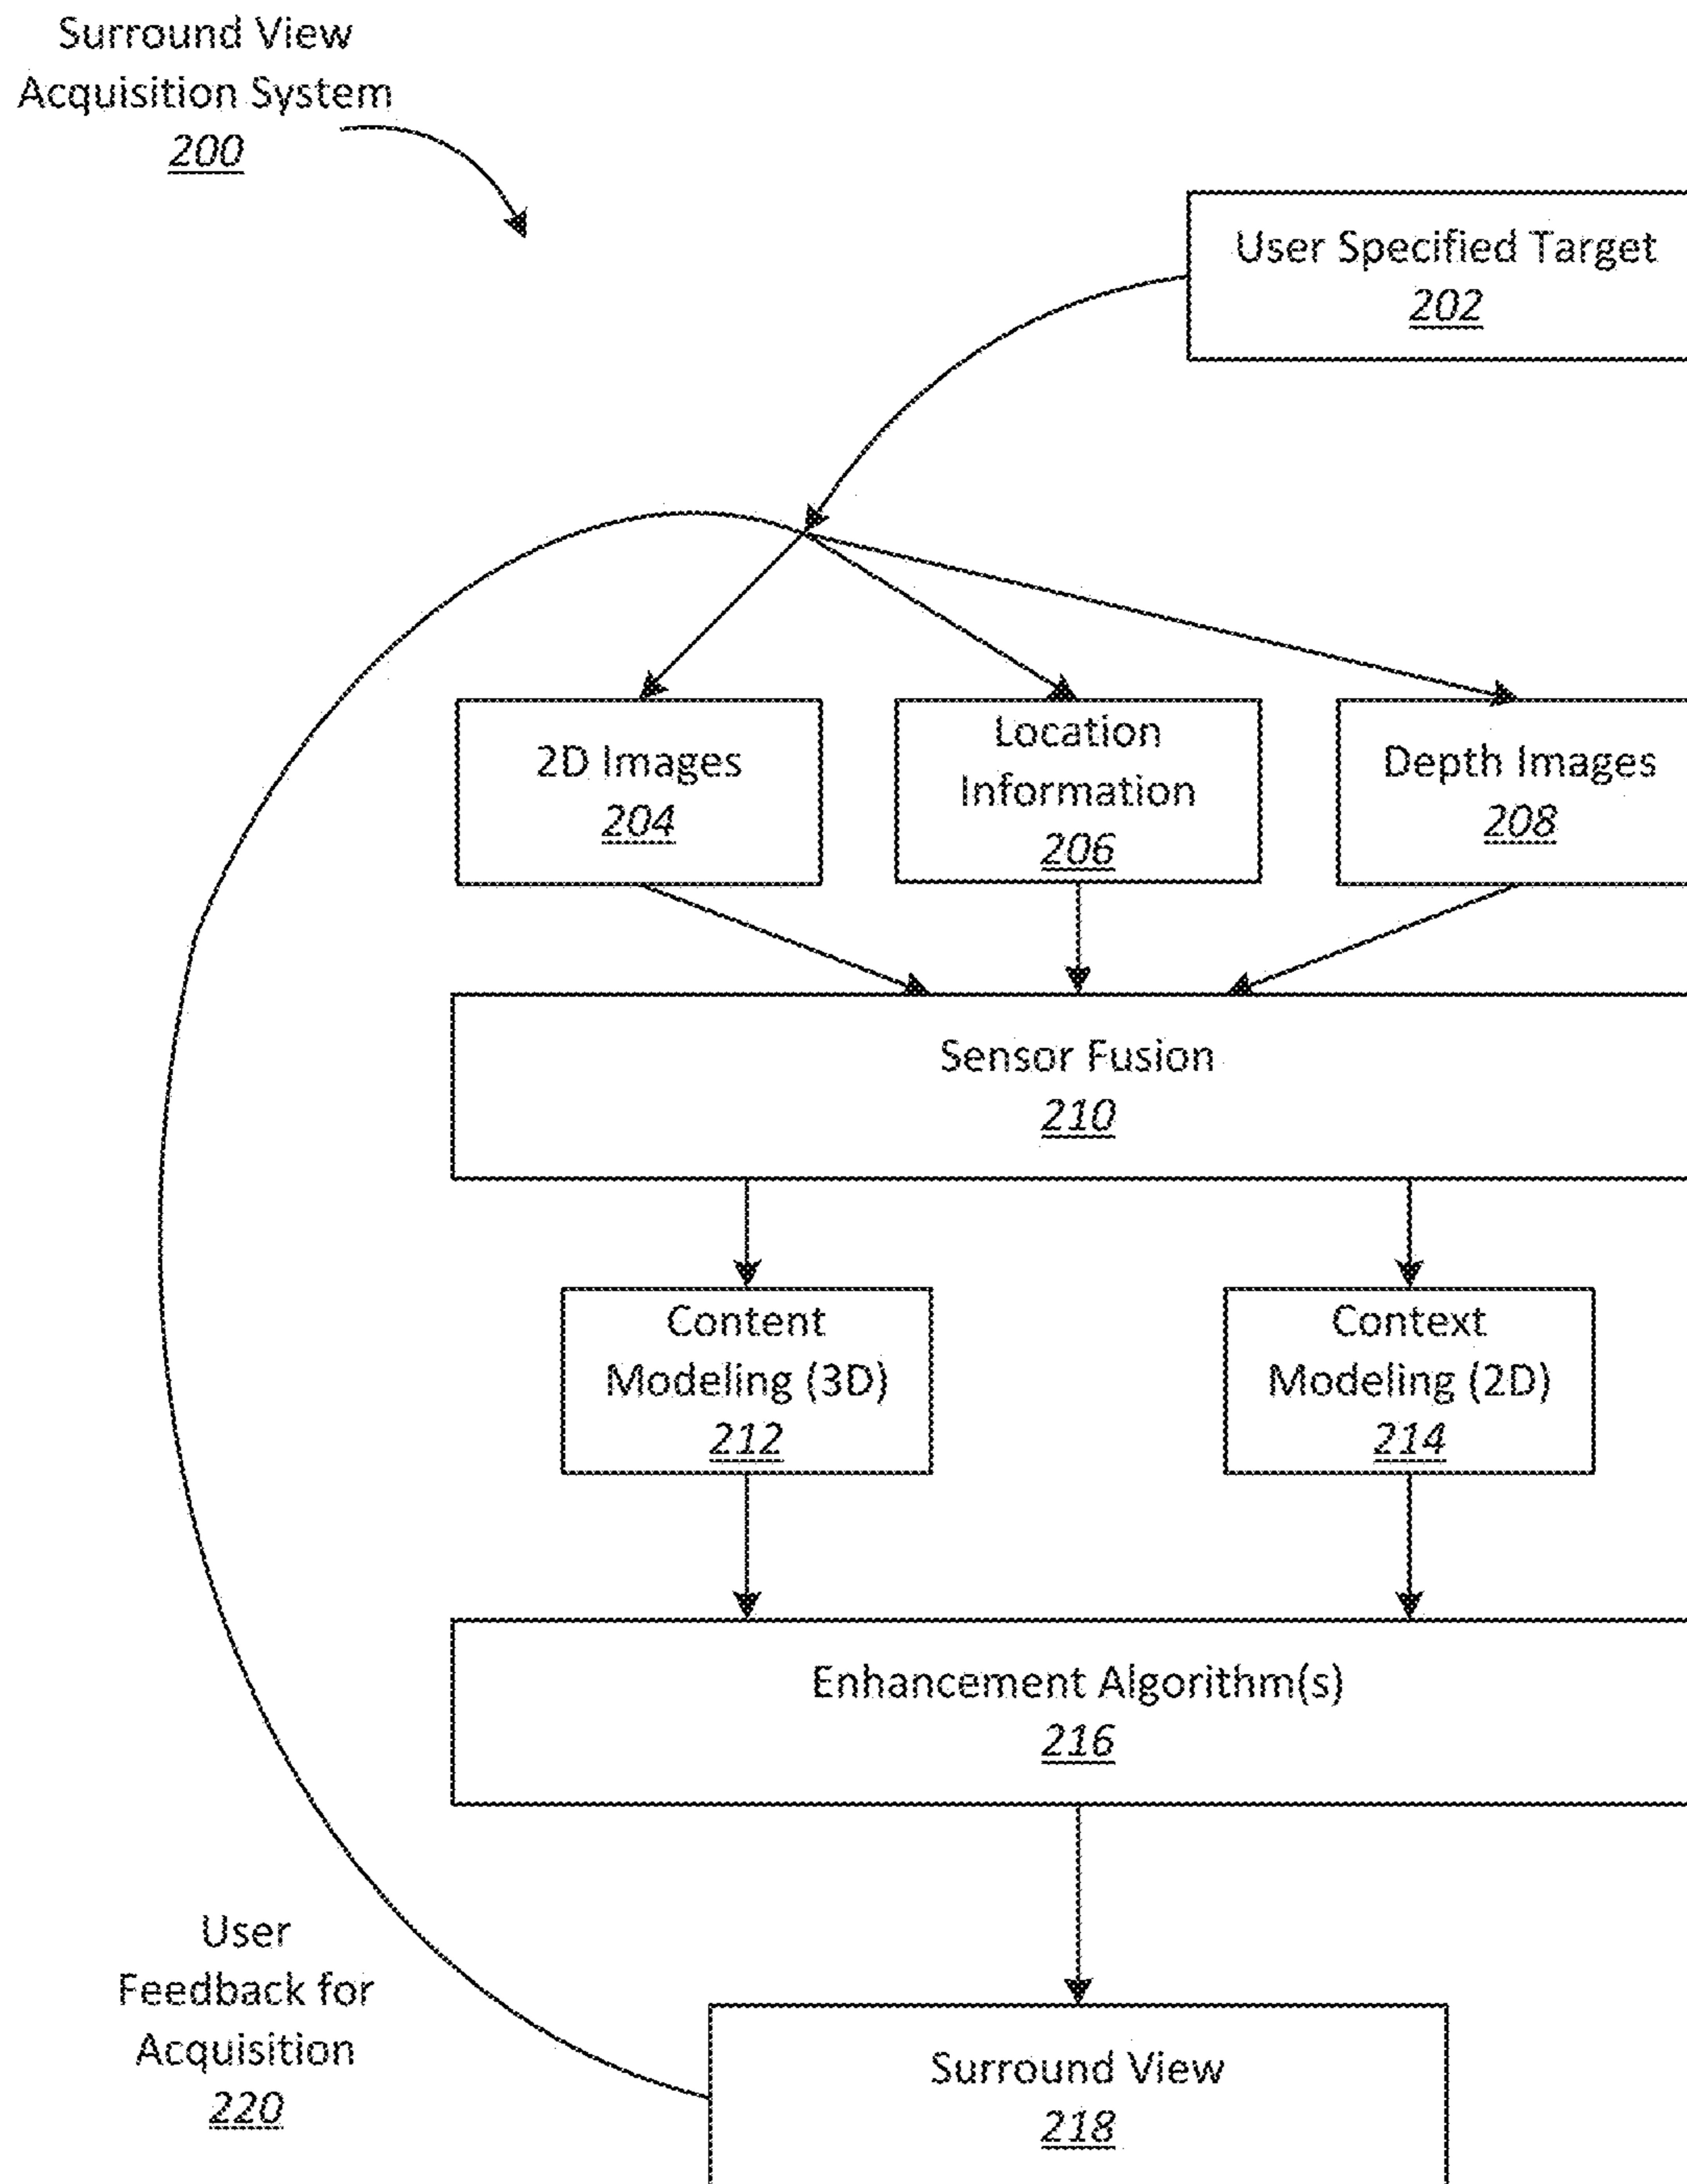 Surround View
Acquisition System
200
User Specified Target
202
2D Images
204
Location
Information
206
Depth Images
208
Sensor Fusion
210
Content
Modeling (3D)
212
Context
Modeling (2D)
214
Enhancement Algorithm(s)
216
User
Feedback for
Acquisition
220
Surround View
218